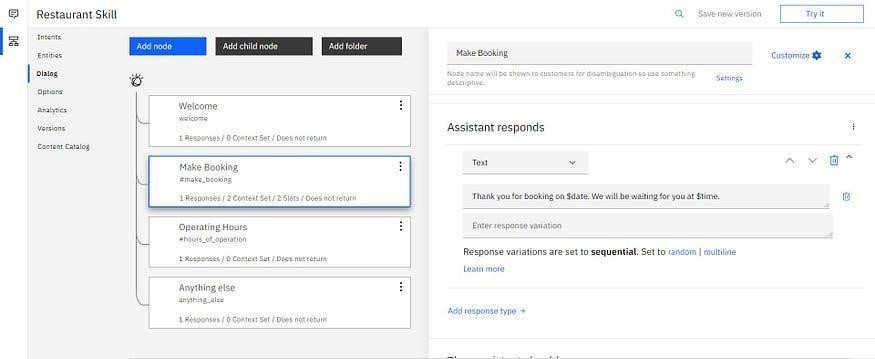 Restaurant Skill
Save new version
Try it
Intents
Entities
Dialog
Options
Analytics
Versions
Content Catalog
Add node
Add child node
Add folder
Welcome
welcome
1 Responses / 0 Context Set / Does not return
Make Booking
#make_booking
1 Responses / 2 Context Set / 2 Slots / Does not return
Operating Hours
#hours_of_operation
1 Responses / 0 Context Set / Does not return
Anything else
anything_else
1 Responses / 0 Context Set / Does not return
Make Booking
Customize
Node name will be shown to customers for disambiguation so use something
descriptive.
Settings
Assistant responds
Text
Thank you for booking on $date. We will be waiting for you at $time.
Enter response variation
Response variations are set to sequential. Set to random | multiline
Learn more
Add response type +